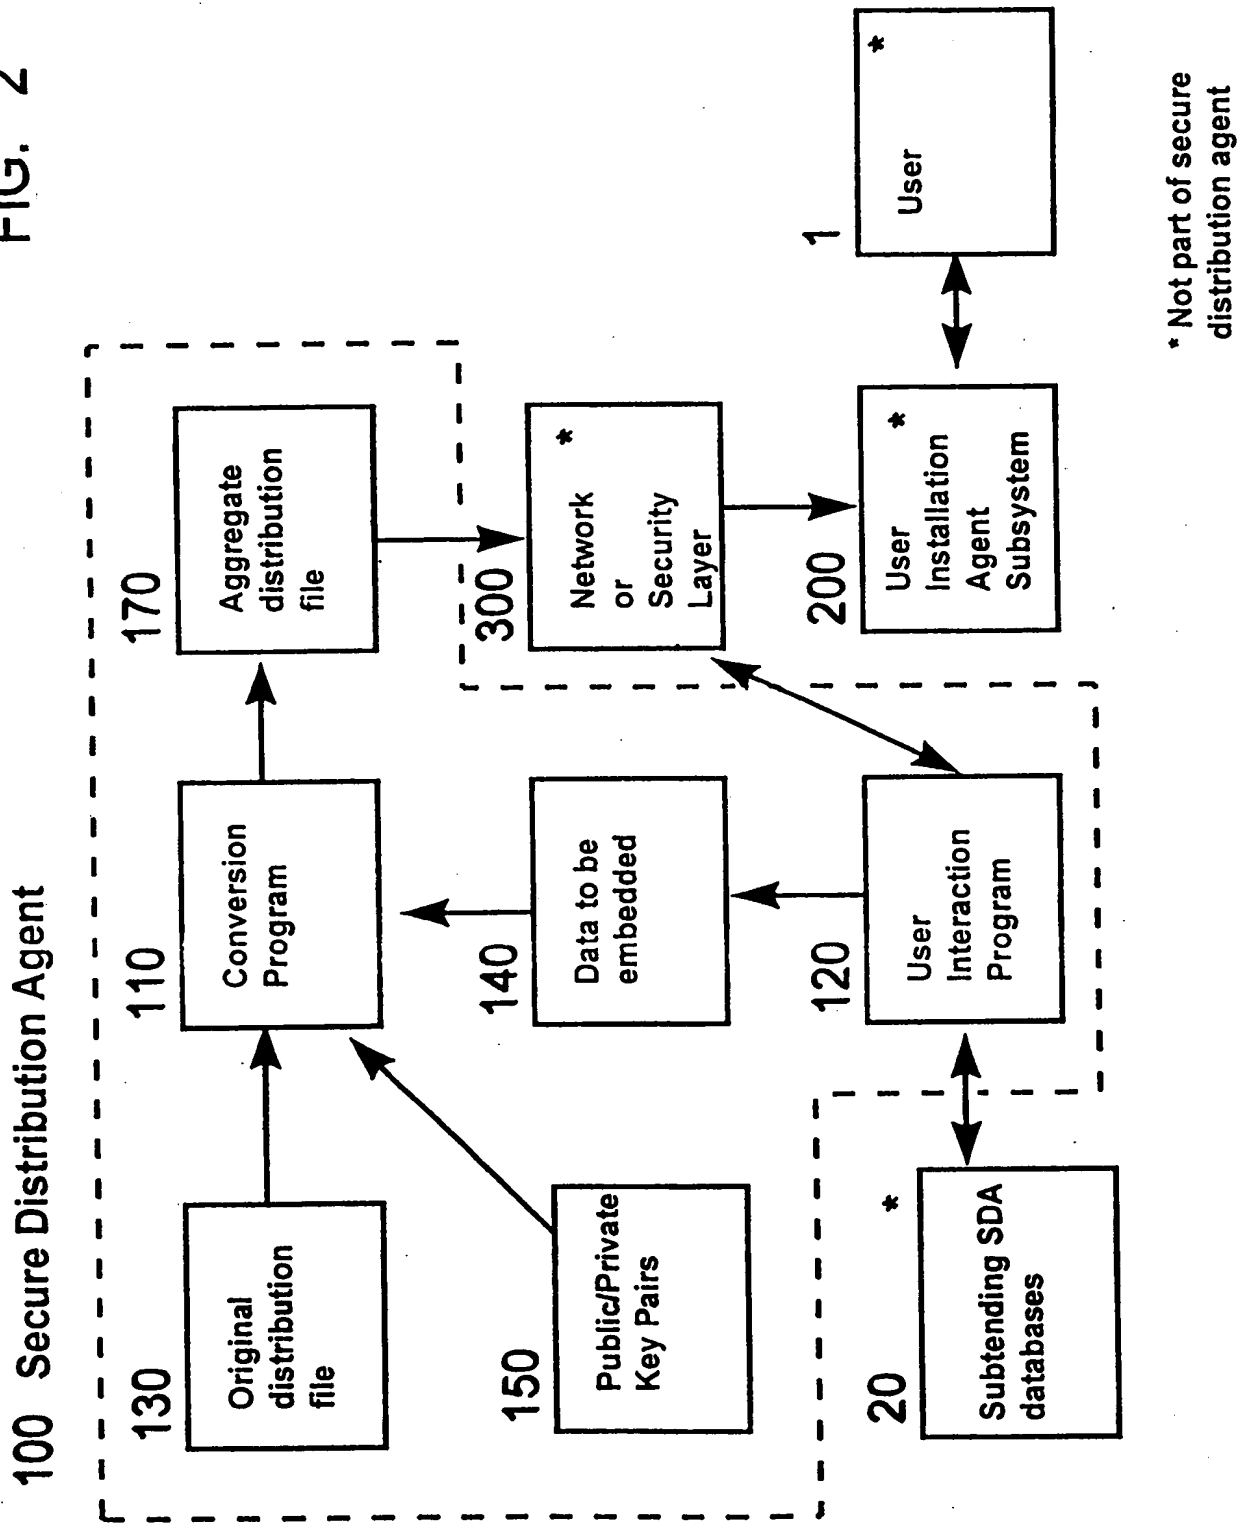 FIG. 2
100 Secure Distribution Agent
130
Original
distribution
file
110
Conversion
Program
170
Aggregate
distribution
file
150
Public/Private
Key Pairs
140
Data to be
embedded
300
Network *
or
Security
Layer
20 *
Subtending SDA
databases
120
User
Interaction
Program
200
User *
Installation
Agent
Subsystem
1
*
User
* Not part of secure
distribution agent